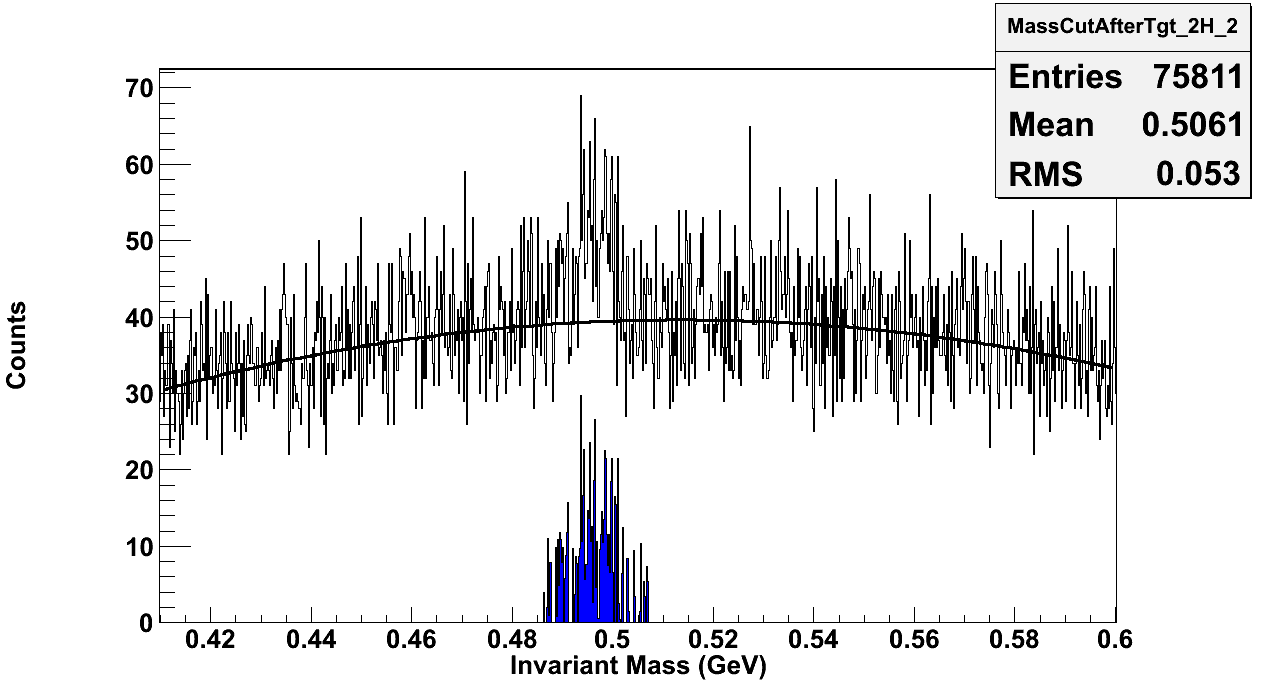 MassCutAfterTgt_2H_2
Entries 75811
Mean 0.5061
RMS 0.053
Counts
70
60
50
40
30
20
10
0
0.42 0.44 0.46 0.48 0.5 0.52 0.54 0.56 0.58 0.6
Invariant Mass (GeV)